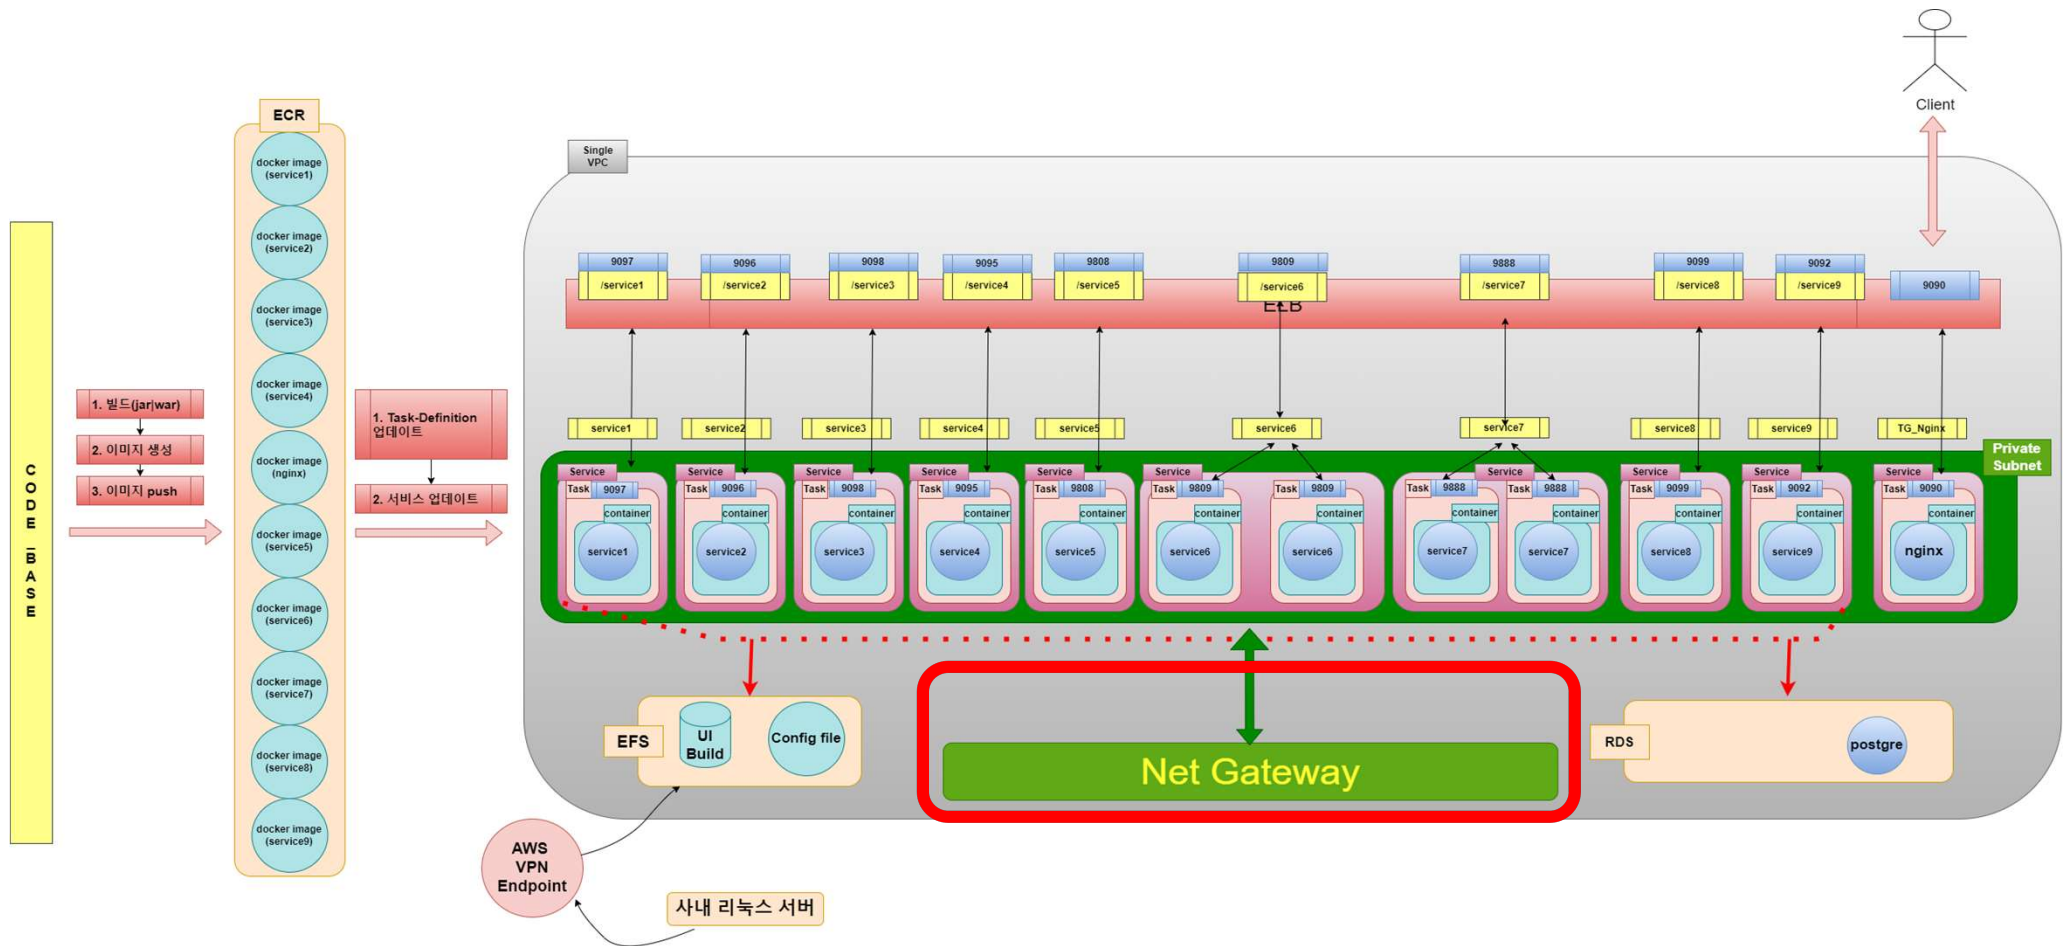 Client
ECR
docker image
(service1)
docker image
(service2)
docker image
(service3)
docker image
(service4)
docker image
(nginx)
docker image
(service5)
docker image
(service6)
docker image
(service7)
docker image
(service8)
docker image
(service9)
C
O
D
E
_
B
A
S
E
1. 빌드(jar|war)
2. 이미지 생성
3. 이미지 push
1. Task-Definition
업데이트
2. 서비스 업데이트
Single
VPC
9097
/service1
9096
/service2
9098
/service3
9095
/service4
9808
/service5
9809
/service6
9888
/service7
9099
/service8
9092
/service9
9090
ELB
service1
service2
service3
service4
service5
service6
service7
service8
service9
TG_Nginx
Private
Subnet
Service
Task
9097
container
service1
Service
Task
9096
container
service2
Service
Task
9098
container
service3
Service
Task
9095
container
service4
Service
Task
9808
container
service5
Service
Task
9809
container
service6
Task
9809
container
service6
Service
Task
9888
container
service7
Task
9888
container
service7
Service
Task
9099
container
service8
Service
Task
9092
container
service9
Service
Task
9090
container
nginx
EFS
UI
Build
Config file
Net Gateway
RDS
postgre
AWS
VPN
Endpoint
사내 리눅스 서버